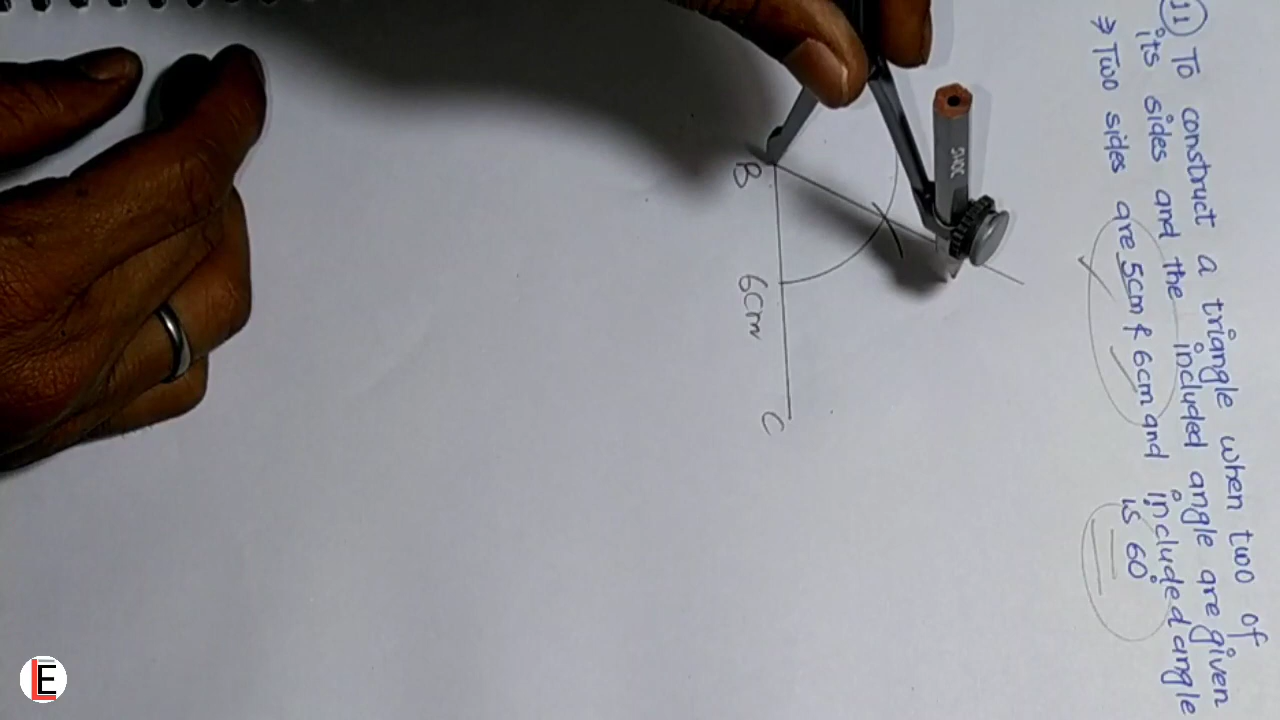 11 To construct a triangle when two of
its sides and the included angle are given
⇒ Two sides are 5cm & 6cm and included angle
is 60°
B
6cm
C
LE